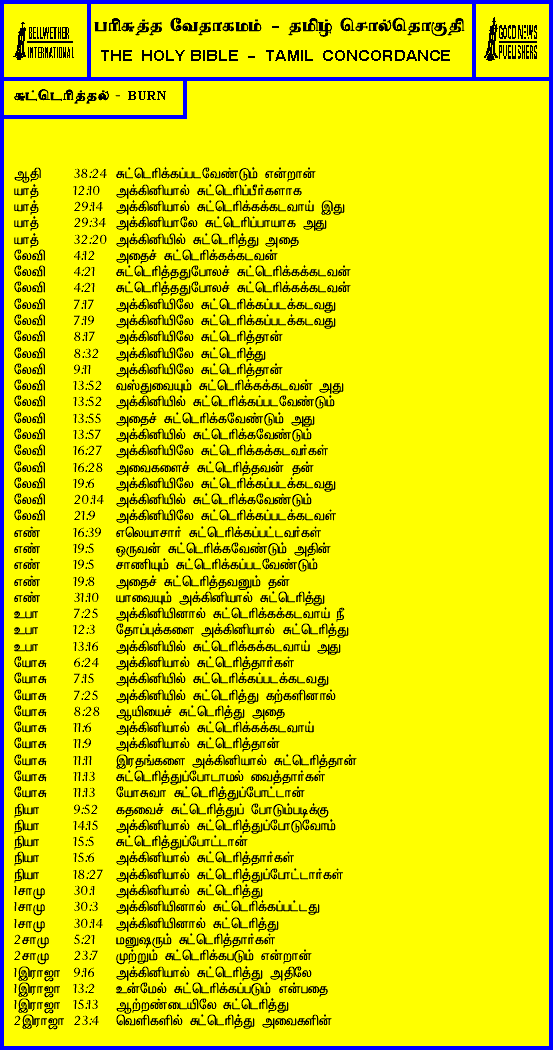 BELLWETHER
INTERNATIONAL
பரிசுத்த வேதாகமம் - தமிழ் சொல்தொகுதி
THE HOLY BIBLE - TAMIL CONCORDANCE
GOOD NEWS
PUBLISHERS
சுட்டெரித்தல் - BURN
ஆதி 38:24 சுட்டெரிக்கப்படவேண்டும் என்றான்
யாத் 12:10 அக்கினியால் சுட்டெரிப்பீர்களாக
யாத் 29:14 அக்கினியால் சுட்டெரிக்கக்கடவாய் இது
யாத் 29:34 அக்கினியாலே சுட்டெரிப்பாயாக அது
யாத் 32:20 அக்கினியில் சுட்டெரித்து அதை
லேவி 4:12 அதைச் சுட்டெரிக்கக்கடவன்
லேவி 4:21 சுட்டெரித்ததுபோலச் சுட்டெரிக்கக்கடவன்
லேவி 4:21 சுட்டெரித்ததுபோலச் சுட்டெரிக்கக்கடவன்
லேவி 7:17 அக்கினியிலே சுட்டெரிக்கப்படக்கடவது
லேவி 7:19 அக்கினியிலே சுட்டெரிக்கப்படக்கடவது
லேவி 8:17 அக்கினியிலே சுட்டெரித்தான்
லேவி 8:32 அக்கினியிலே சுட்டெரித்து
லேவி 9:11 அக்கினியிலே சுட்டெரித்தான்
லேவி 13:52 வஸ்துவையும் சுட்டெரிக்கக்கடவன் அது
லேவி 13:52 அக்கினியில் சுட்டெரிக்கப்படவேண்டும்
லேவி 13:55 அதைச் சுட்டெரிக்கவேண்டும் அது
லேவி 13:57 அக்கினியில் சுட்டெரிக்கவேண்டும்
லேவி 16:27 அக்கினியிலே சுட்டெரிக்கக்கடவர்கள்
லேவி 16:28 அவைகளைச் சுட்டெரித்தவன் தன்
லேவி 19:6 அக்கினியிலே சுட்டெரிக்கப்படக்கடவது
லேவி 20:14 அக்கினியில் சுட்டெரிக்கவேண்டும்
லேவி 21:9 அக்கினியிலே சுட்டெரிக்கப்படக்கடவள்
எண் 16:39 எலெயாசார் சுட்டெரிக்கப்பட்டவர்கள்
எண் 19:5 ஒருவன் சுட்டெரிக்கவேண்டும் அதின்
எண் 19:5 சாணியும் சுட்டெரிக்கப்படவேண்டும்
எண் 19:8 அதைச் சுட்டெரித்தவனும் தன்
எண் 31:10 யாவையும் அக்கினியால் சுட்டெரித்து
உபா 7:25 அக்கினியினால் சுட்டெரிக்கக்கடவாய் நீ
உபா 12:3 தோப்புக்களை அக்கினியால் சுட்டெரித்து
உபா 13:16 அக்கினியில் சுட்டெரிக்கக்கடவாய் அது
யோசு 6:24 அக்கினியால் சுட்டெரித்தார்கள்
யோசு 7:15 அக்கினியில் சுட்டெரிக்கப்படக்கடவது
யோசு 7:25 அக்கினியில் சுட்டெரித்து கற்களினால்
யோசு 8:28 ஆயியைச் சுட்டெரித்து அதை
யோசு 11:6 அக்கினியால் சுட்டெரிக்கக்கடவாய்
யோசு 11:9 அக்கினியால் சுட்டெரித்தான்
யோசு 11:11 இரதங்களை அக்கினியால் சுட்டெரித்தான்
யோசு 11:13 சுட்டெரித்துப்போடாமல் வைத்தார்கள்
யோசு 11:13 யோசுவா சுட்டெரித்துப்போட்டான்
நியா 9:52 கதவைச் சுட்டெரித்துப் போடும்படிக்கு
நியா 14:15 அக்கினியால் சுட்டெரித்துப்போடுவோம்
நியா 15:5 சுட்டெரித்துப்போட்டான்
நியா 15:6 அக்கினியால் சுட்டெரித்தார்கள்
நியா 18:27 அக்கினியால் சுட்டெரித்துப்போட்டார்கள்
1சாமு 30:1 அக்கினியால் சுட்டெரித்து
1சாமு 30:3 அக்கினியினால் சுட்டெரிக்கப்பட்டது
1சாமு 30:14 அக்கினியினால் சுட்டெரித்து
2சாமு 5:21 மனுஷரும் சுட்டெரித்தார்கள்
2சாமு 23:7 முற்றும் சுட்டெரிக்கபடும் என்றான்
1இராஜா 9:16 அக்கினியால் சுட்டெரித்து அதிலே
1இராஜா 13:2 உன்மேல் சுட்டெரிக்கப்படும் என்பதை
1இராஜா 15:13 ஆற்றண்டையிலே சுட்டெரித்து
2இராஜா 23:4 வெளிகளில் சுட்டெரித்து அவைகளின்